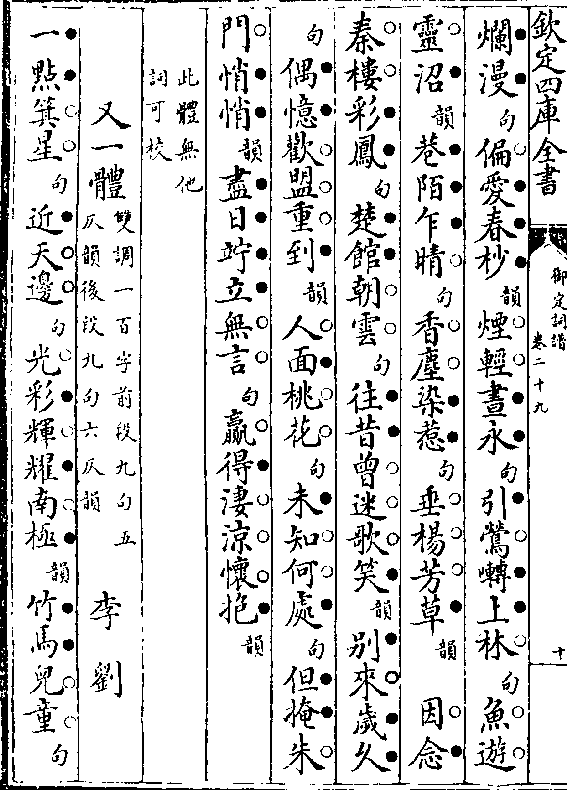 欽定四庫全書
御定詞譜
卷二十九
十
爛漫句偏愛春杪韻煙輕晝永句引鶯囀上林句魚遊
靈沼韻巷陌乍晴句香塵染惹句垂楊芳草韻 因念
秦樓彩鳳句楚館朝雲句往昔曾迷歌笑韻别來歲久
句偶憶歡盟重到韻人面桃花句未知何處句但掩朱
門悄悄韻盡日竚立無言句贏得淒涼懷抱韻
此體無他
詞可校
又一體
雙調一百字前段九句五
仄韻後段九句六仄韻
李劉
一點箕星句近天邊句光彩輝耀南極韻竹馬兒童句